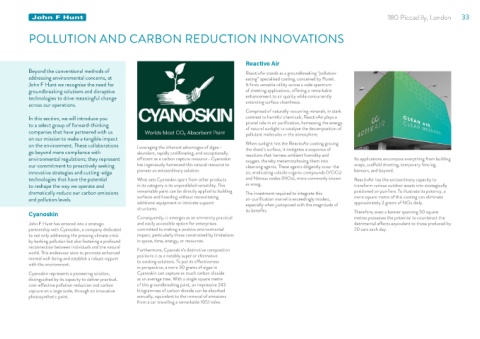 John F Hunt
180 Piccadilly, London 33
POLLUTION AND CARBON REDUCTION INNOVATIONS
Beyond the conventional methods of
addressing environmental concerns, at
John F Hunt we recognise the need for
groundbreaking solutions and disruptive
technologies to drive meaningful change
across our operations.
In this section, we will introduce you
to a select group of forward-thinking
companies that have partnered with us
on our mission to make a tangible impact
on the environment. These collaborations
go beyond mere compliance with
environmental regulations; they represent
our commitment to proactively seeking
innovative strategies and cutting-edge
technologies that have the potential
to reshape the way we operate and
dramatically reduce our carbon emissions
and pollution levels.
Cyanoskin
John F Hunt has entered into a strategic
partnership with Cyanoskin, a company dedicated
to not only addressing the pressing climate crisis
by tackling pollution but also fostering a profound
reconnection between individuals and the natural
world. This endeavour aims to promote enhanced
mental well-being and establish a robust rapport
with the environment.
Cyanoskin represents a pioneering solution,
distinguished by its capacity to deliver practical,
cost-effective pollution reduction and carbon
capture on a large scale, through an innovative
photosynthetic paint.
CYANOSKIN
Worlds Most CO₂ Absorbent Paint
Leveraging the inherent advantages of algae -
abundant, rapidly proliferating, and exceptionally
efficient as a carbon capture resource - Cyanoskin
has ingeniously harnessed this natural resource to
pioneer an extraordinary solution.
What sets Cyanoskin apart from other products
in its category is its unparalleled versatility. This
remarkable paint can be directly applied to building
surfaces and knowing without necessitating
additional equipment or intricate support
structures.
Consequently, it emerges as an eminently practical
and easily accessible option for enterprises
committed to making a positive environmental
impact, particularly those constrained by limitations
in space, time, energy, or resources.
Furthermore, Cyanoskin's distinctive composition
positions it as a notably superior alternative
to existing solutions. To put its effectiveness
in perspective, a mere 30 grams of algae in
Cyanoskin can capture as much carbon dioxide
as an average tree. With a single square metre
of this groundbreaking paint, an impressive 243
kilogrammes of carbon dioxide can be absorbed
annually, equivalent to the removal of emissions
from a car travelling a remarkable 1051 miles.
Reactive Air
ReactivAir stands as a groundbreaking "pollution-
eating" specialised coating, conceived by Pureti.
It finds versatile utility across a wide spectrum
of sheeting applications, offering a remarkable
enhancement to air quality while concurrently
extending surface cleanliness.
Comprised of naturally occurring minerals, in stark
contrast to harmful chemicals, ReactivAir plays a
pivotal role in air purification, harnessing the energy
of natural sunlight to catalyse the decomposition of
pollutant molecules in the atmosphere.
When sunlight hits the ReactivAir coating gracing
the sheet's surface, it instigates a sequence of
reactions that harness ambient humidity and
oxygen, thereby metamorphosing them into
cleansing agents. These agents diligently scour the
air, eradicating volatile organic compounds (VOCs)
and Nitrous oxides (NOx), more commonly known
as smog.
The investment required to integrate this
air-purification marvel is exceedingly modest,
especially when juxtaposed with the magnitude of
its benefits.
CLEAN AIR
Its applications encompass everything from building
wraps, scaffold sheeting, temporary fencing,
banners, and beyond.
ReactivAir has the extraordinary capacity to
transform various outdoor assets into strategically
positioned air purifiers. To illustrate its potency, a
mere square metre of this coating can eliminate
approximately 2 grams of NOx daily.
Therefore, even a banner spanning 50 square
metres possesses the potential to counteract the
detrimental effects equivalent to those produced by
20 cars each day.